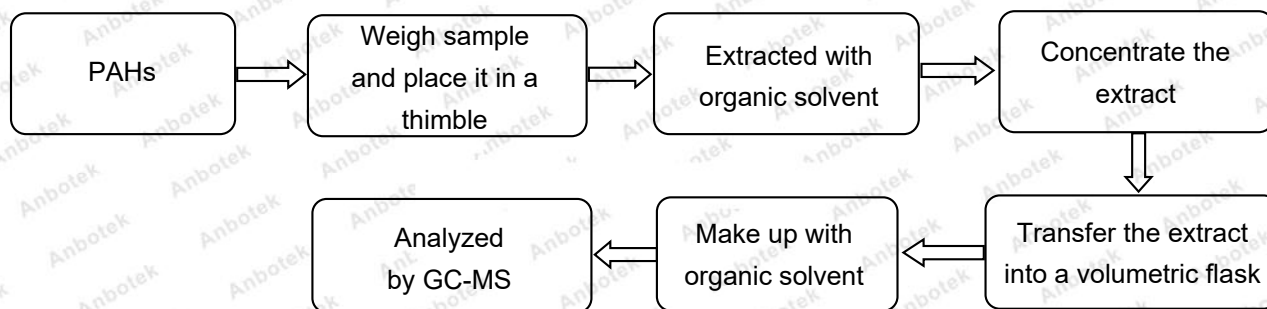 PAHs
Weigh sample
and place it in a
thimble
Extracted with
organic solvent
Concentrate the
extract
Transfer the extract
into a volumetric flask
Make up with
organic solvent
Analyzed
by GC-MS
Anbotek